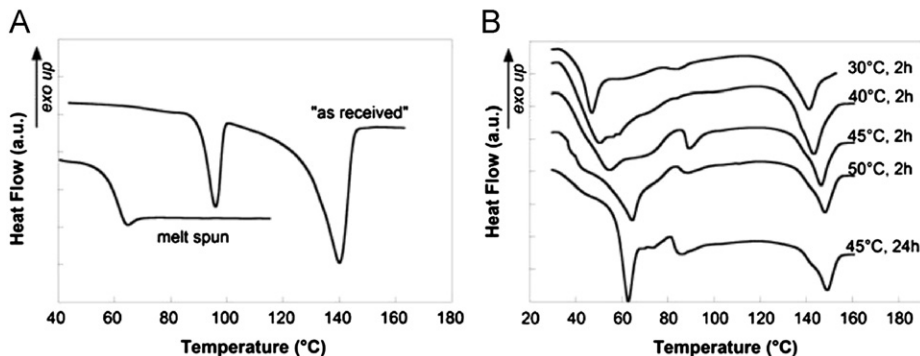 A
exo up
Heat Flow (a.u.)
"as received"
melt spun
40 60 80 100 120 140 160 180
Temperature (°C)
B
exo up
Heat Flow (a.u.)
30°C, 2h
40°C, 2h
45°C, 2h
50°C, 2h
45°C, 24h
20 40 60 80 100 120 140 160 180
Temperature (°C)